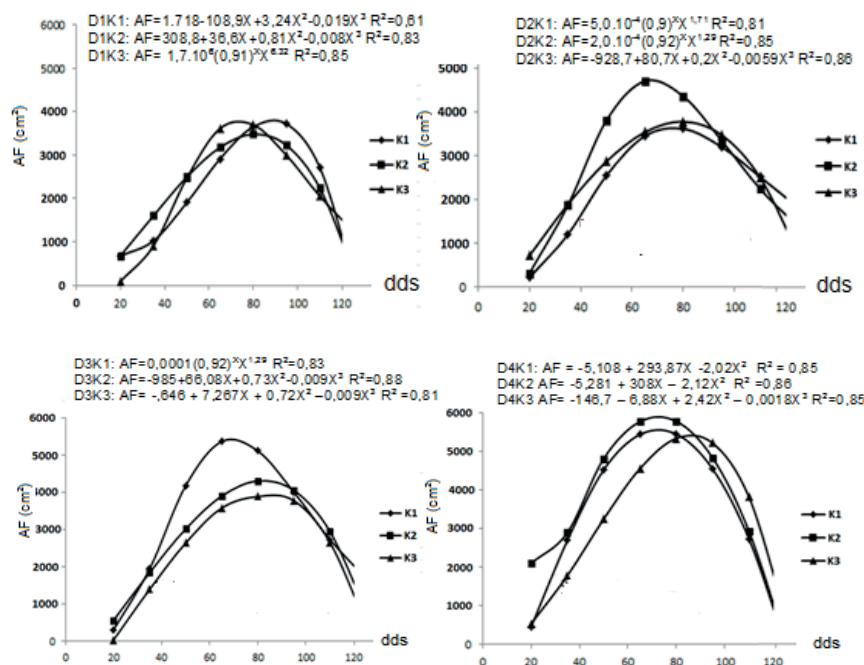 D1K1: AF=1.718-108,9X+3,24X²-0,019X³ R²=0,61
D1K2: AF=308,8+36,6X+0,81X²-0,008X³ R²=0,83
D1K3: AF= 1,7.10⁶(0,91)ˣX⁶·³² R²=0,85
AF (cm²)
5000
4000
3000
2000
1000
0
0 20 40 60 80 100 120
dds
K1
K2
K3
D2K1: AF=5,0.10⁻⁴(0,9)ˣX¹·⁷¹ R²=0,81
D2K2: AF=2,0.10⁻⁴(0,92)ˣX¹·²⁹ R²=0,85
D2K3: AF=-928,7+80,7X+0,2X²-0,0059X³ R²=0,86
AF (cm²)
5000
4000
3000
2000
1000
0
0 20 40 60 80 100 120
dds
K1
K2
K3
D3K1: AF=0,0001(0,92)ˣX¹·²⁹ R²=0,83
D3K2: AF=-985+66,08X+0,73X²-0,009X³ R²=0,88
D3K3: AF= -,646 + 7,267X + 0,72X² – 0,009X³ R² = 0,81
AF (cm²)
6000
5000
4000
3000
2000
1000
0
0 20 40 60 80 100 120
dds
K1
K2
K3
D4K1: AF = -5,108 + 293,87X -2,02X² R² = 0,85
D4K2 AF= -5,281 + 308X – 2,12X² R² = 0,86
D4K3 AF= -146,7 – 6,88X + 2,42X² – 0,0018X³ R²=0,85
AF (cm²)
6000
5000
4000
3000
2000
1000
0
0 20 40 60 80 100 120
dds
K1
K2
K3